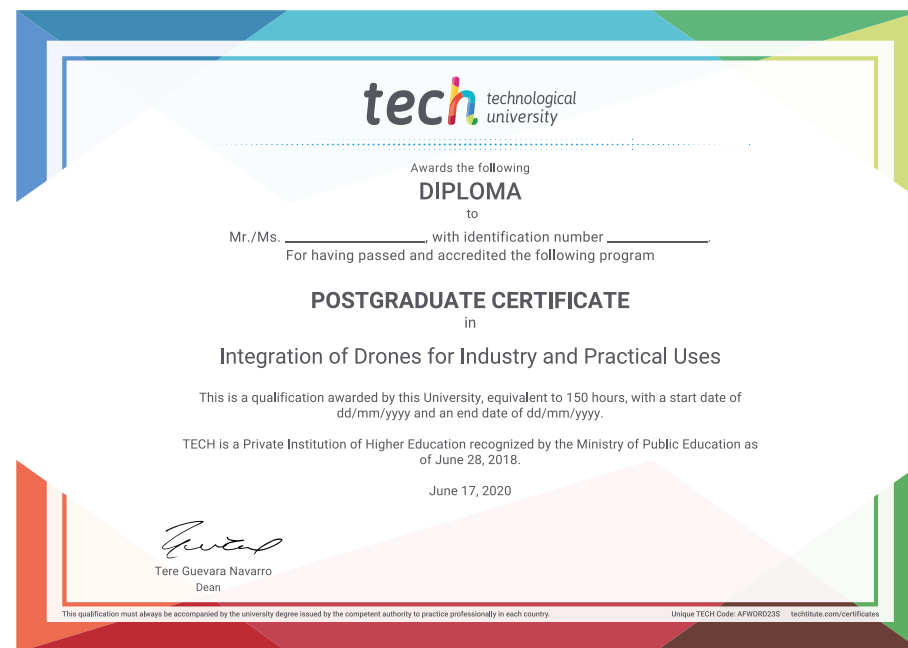 tech technological
university
Awards the following
DIPLOMA
to
Mr./Ms. ____________________, with identification number ______________.
For having passed and accredited the following program
POSTGRADUATE CERTIFICATE
in
Integration of Drones for Industry and Practical Uses
This is a qualification awarded by this University, equivalent to 150 hours, with a start date of
dd/mm/yyyy and an end date of dd/mm/yyyy.
TECH is a Private Institution of Higher Education recognized by the Ministry of Public Education as
of June 28, 2018.
June 17, 2020
Tere Guevara Navarro
Dean
This qualification must always be accompanied by the university degree issued by the competent authority to practice professionally in each country. Unique TECH Code: AFWORD23S techtitute.com/certificates